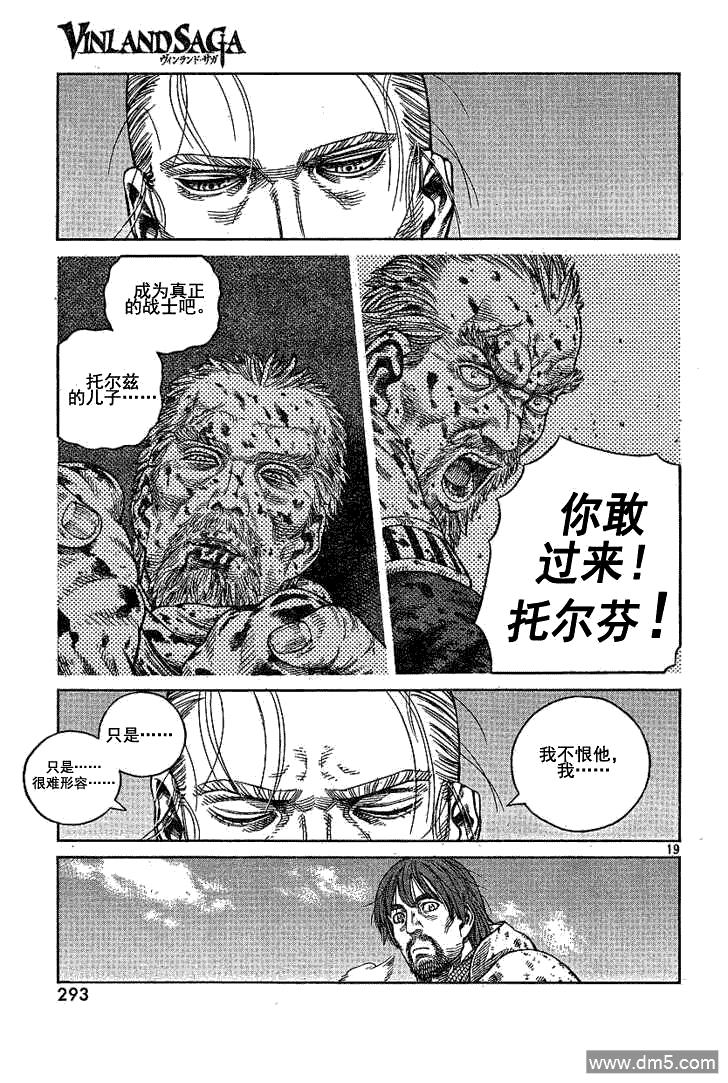 VINLAND SAGA
ヴィンランド・サガ
你敢
过来！
托尔芬！
成为真正
的战士吧。
托尔兹
的儿子……
我不恨他，
我……
只是……
只是……
很难形容……
19
293
www.dm5.com